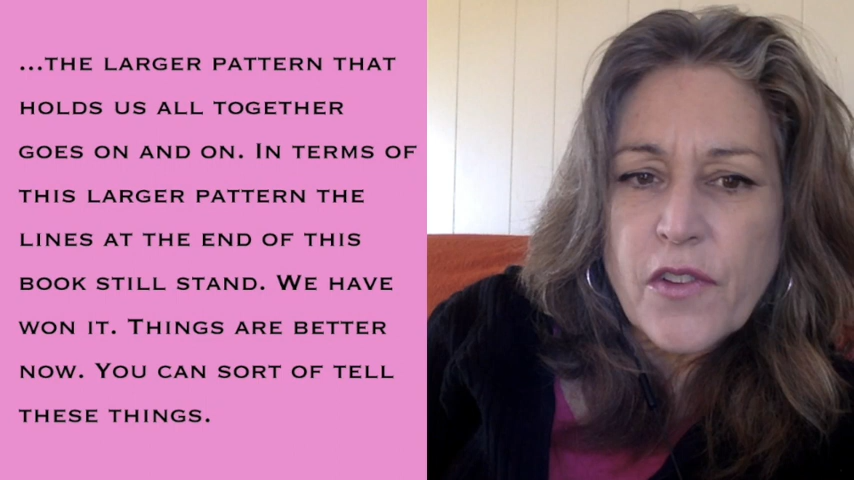 ...THE LARGER PATTERN THAT
HOLDS US ALL TOGETHER
GOES ON AND ON. IN TERMS OF
THIS LARGER PATTERN THE
LINES AT THE END OF THIS
BOOK STILL STAND. WE HAVE
WON IT. THINGS ARE BETTER
NOW. YOU CAN SORT OF TELL
THESE THINGS.